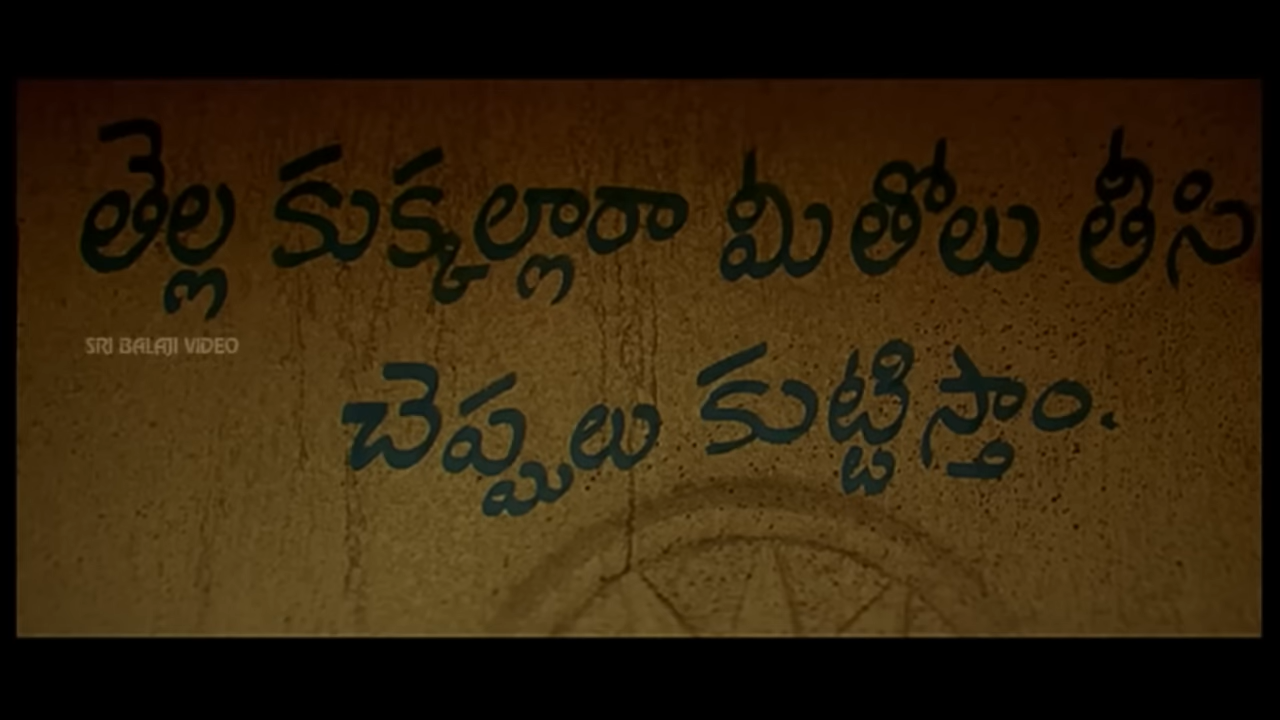 తెల్ల కుక్కల్లారా మీ తోలు తీసి
SRI BALAJI VIDEO
చెప్పులు కుట్టిస్తాం.